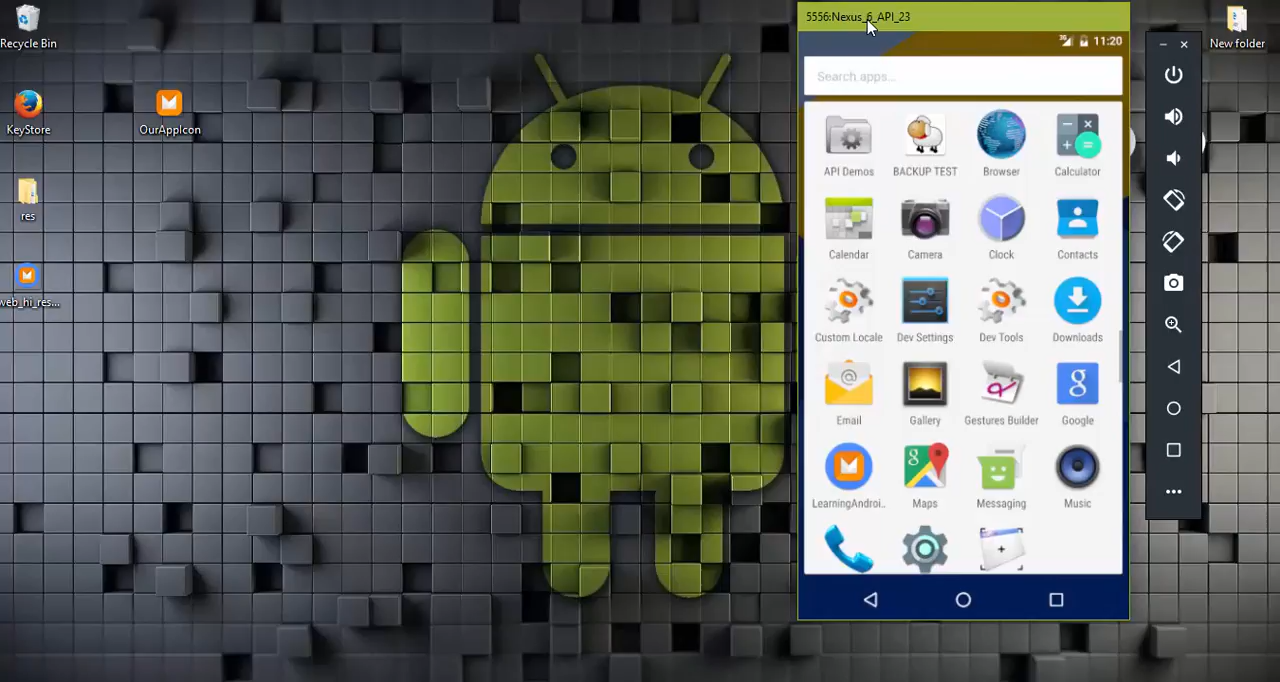 Recycle Bin
KeyStore
OurAppIcon
res
web_hi_res...
5556:Nexus_6_API_23
3G 11:20
Search apps...
API Demos
BACKUP TEST
Browser
Calculator
Calendar
Camera
Clock
Contacts
Custom Locale
Dev Settings
Dev Tools
Downloads
Email
Gallery
Gestures Builder
Google
LearningAndroi..
Maps
Messaging
Music
New folder